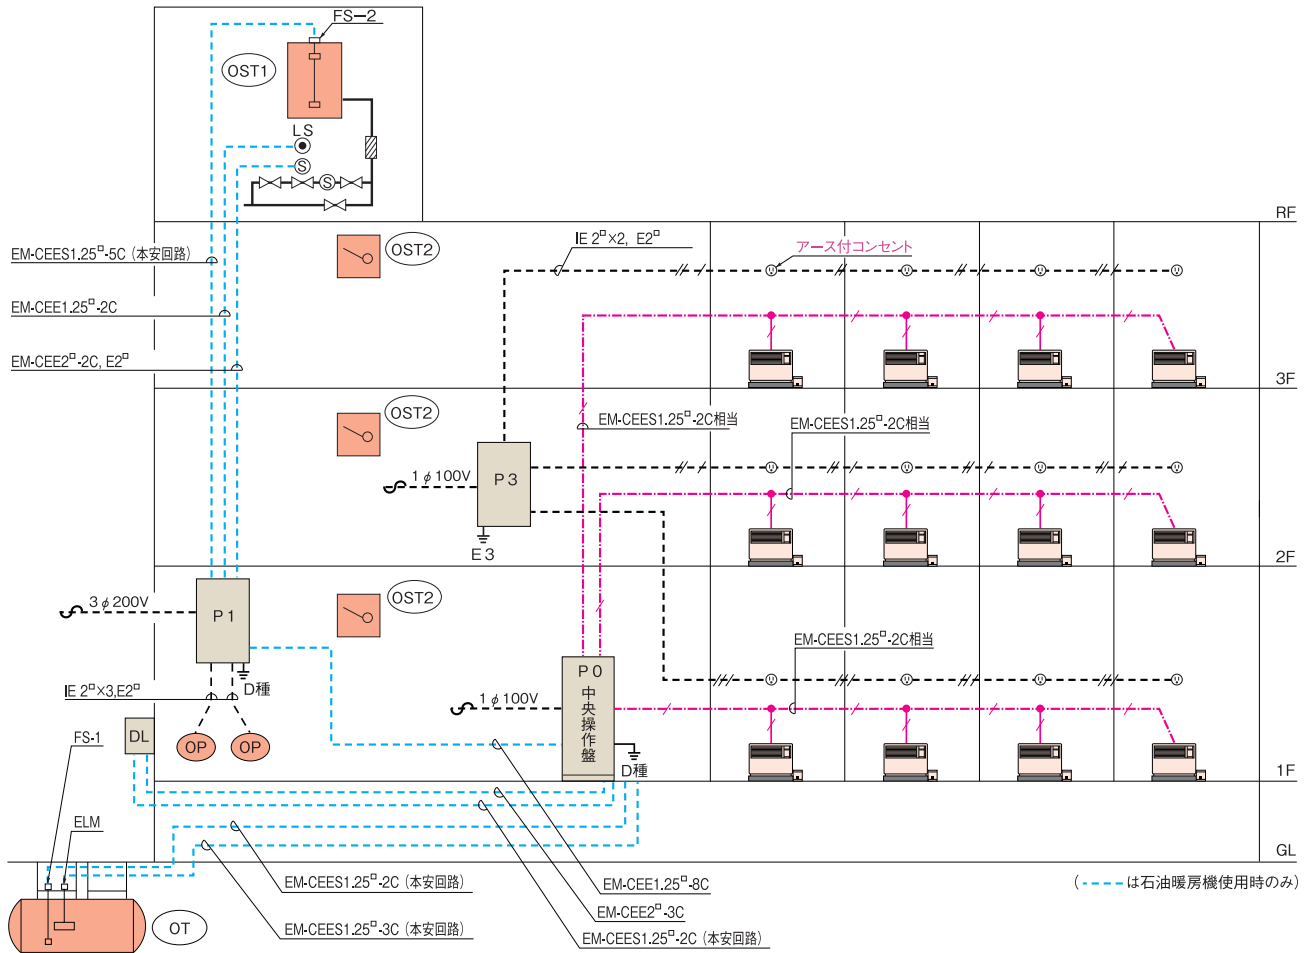 FS-2
OST1
LS
S
S
RF
EM-CEES1.25□-5C (本安回路)
OST2
IE 2□×2, E2□
アース付コンセント
EM-CEE1.25□-2C
EM-CEE2□-2C, E2□
3F
OST2
EM-CEES1.25□-2C相当
EM-CEES1.25□-2C相当
1φ100V
P3
E3
2F
3φ200V
P1
OST2
EM-CEES1.25□-2C相当
P0
中央操作盤
1φ100V
IE 2□×3,E2□
D種
D種
DL
OP
OP
FS-1
1F
ELM
GL
EM-CEES1.25□-2C (本安回路)
EM-CEE1.25□-8C
(---は石油暖房機使用時のみ)
EM-CEE2□-3C
OT
EM-CEES1.25□-3C (本安回路)
EM-CEES1.25□-2C (本安回路)